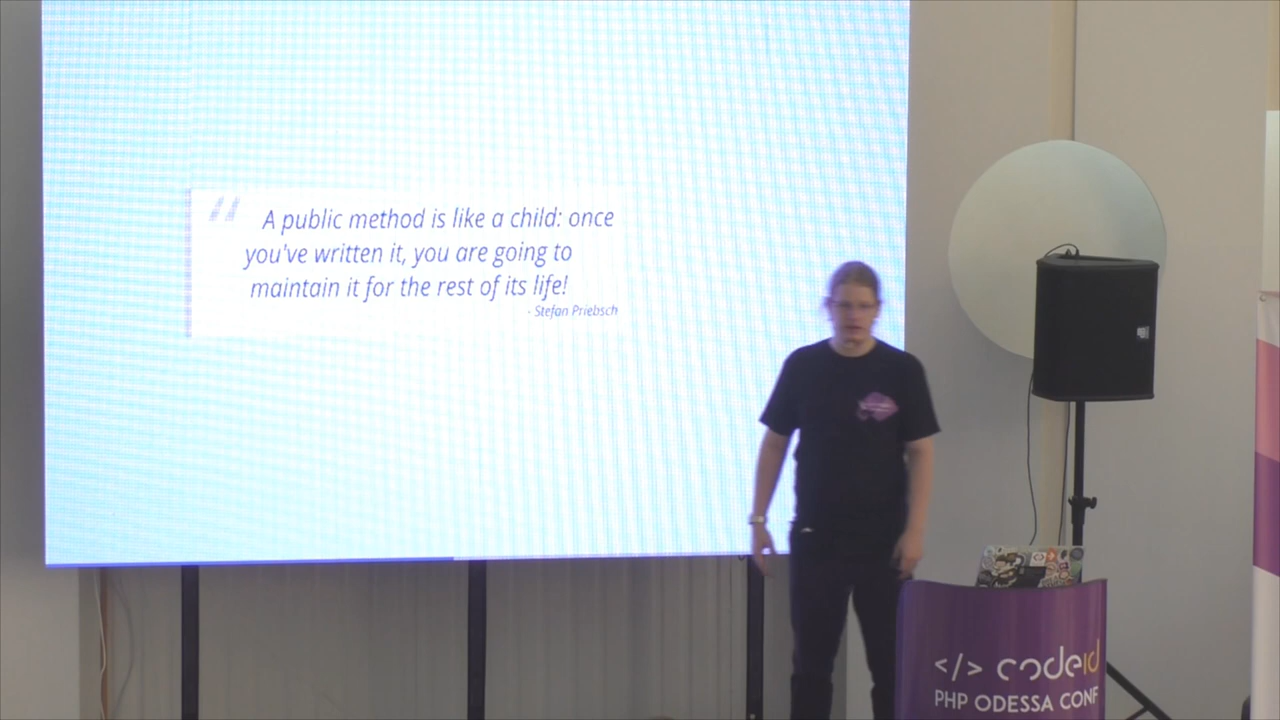 “ A public method is like a child: once
you've written it, you are going to
maintain it for the rest of its life!
- Stefan Priebsch
</> codeid
PHP ODESSA CONF